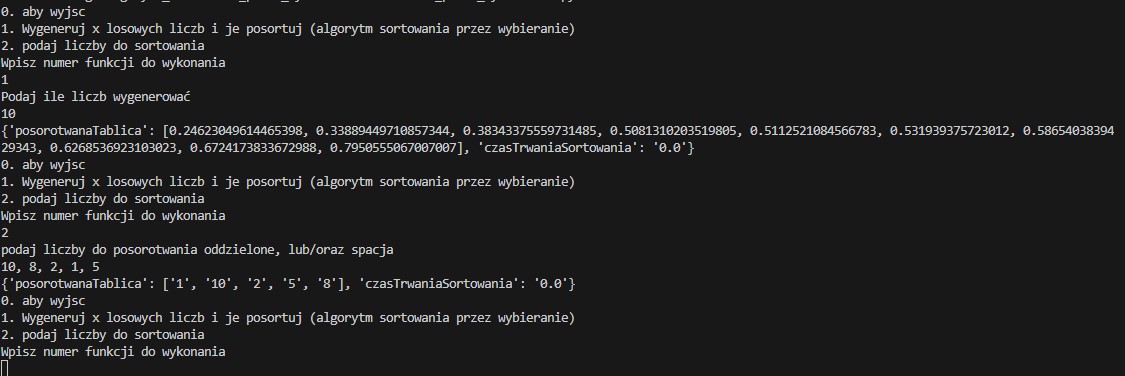 0. aby wyjsc
1. Wygeneruj x losowych liczb i je posortuj (algorytm sortowania przez wybieranie)
2. podaj liczby do sortowania
Wpisz numer funkcji do wykonania
1
Podaj ile liczb wygenerować
10
{'posorotwanaTablica': [0.24623049614465398, 0.33889449710857344, 0.38343375559731485, 0.5081310203519805, 0.5112521084566783, 0.531939375723012, 0.58654038394
29343, 0.6268536923103023, 0.6724173833672988, 0.7950555067007007], 'czasTrwaniaSortowania': '0.0'}
0. aby wyjsc
1. Wygeneruj x losowych liczb i je posortuj (algorytm sortowania przez wybieranie)
2. podaj liczby do sortowania
Wpisz numer funkcji do wykonania
2
podaj liczby do posorotwania oddzielone, lub/oraz spacja
10, 8, 2, 1, 5
{'posorotwanaTablica': ['1', '10', '2', '5', '8'], 'czasTrwaniaSortowania': '0.0'}
0. aby wyjsc
1. Wygeneruj x losowych liczb i je posortuj (algorytm sortowania przez wybieranie)
2. podaj liczby do sortowania
Wpisz numer funkcji do wykonania